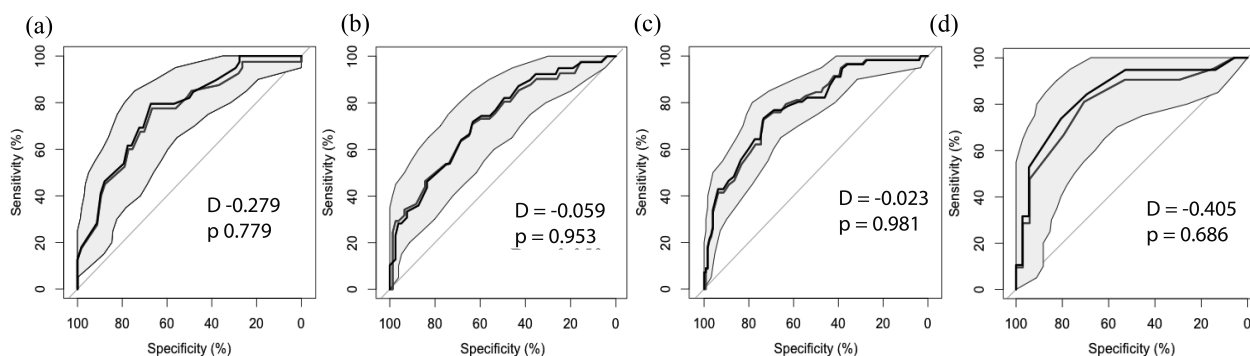 (a)
(b)
(c)
(d)
Sensitivity (%)
100
80
60
40
20
0
D -0.279
p 0.779
100 80 60 40 20 0
Specificity (%)
Sensitivity (%)
100
80
60
40
20
0
D = -0.059
p = 0.953
100 80 60 40 20 0
Specificity (%)
Sensitivity (%)
100
80
60
40
20
0
D = -0.023
p = 0.981
100 80 60 40 20 0
Specificity (%)
Sensitivity (%)
100
80
60
40
20
0
D = -0.405
p = 0.686
100 80 60 40 20 0
Specificity (%)